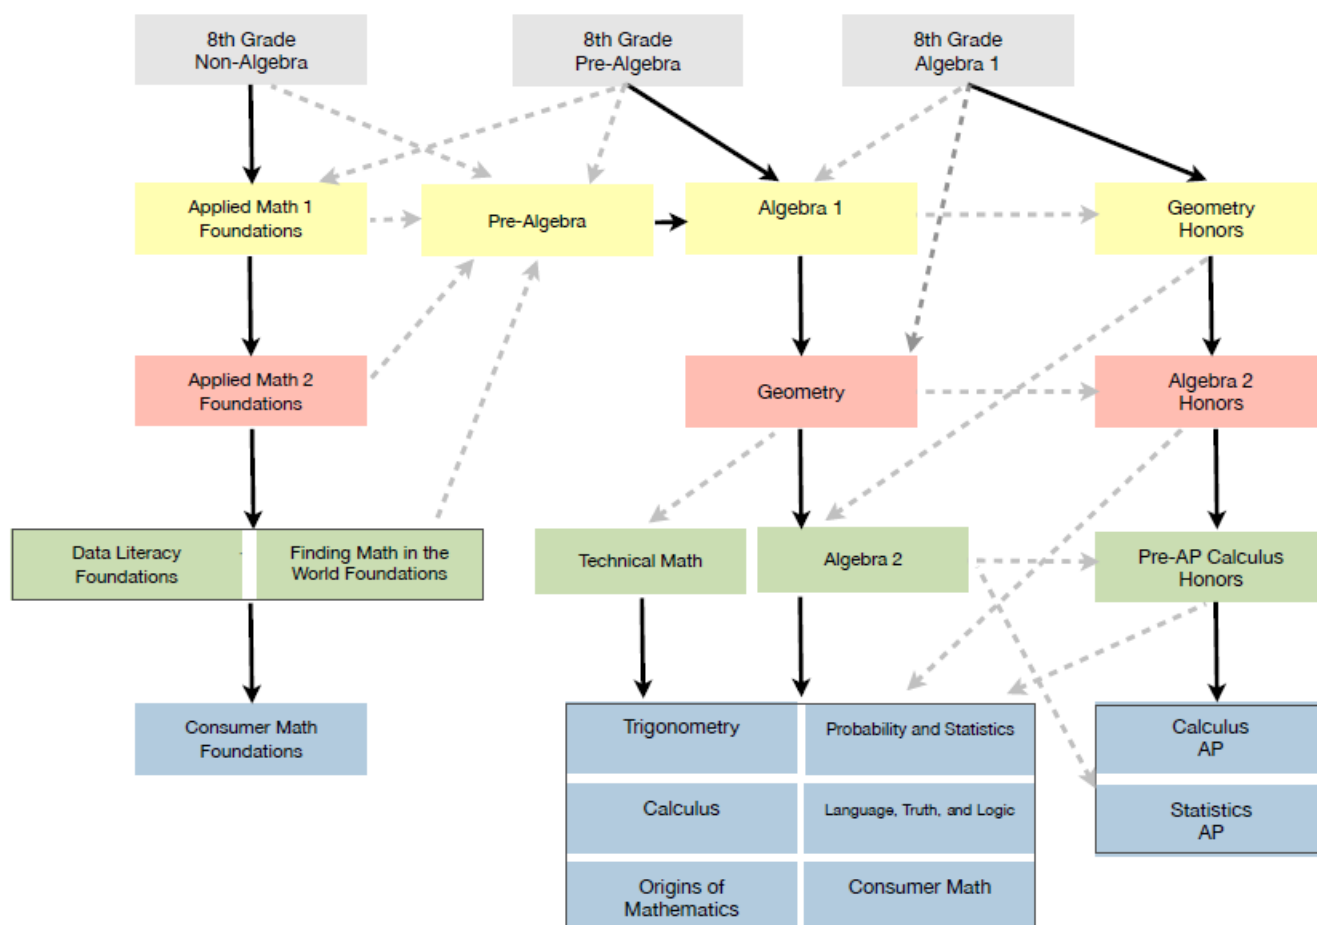 8th Grade
Non-Algebra
8th Grade
Pre-Algebra
8th Grade
Algebra 1
Applied Math 1
Foundations
Pre-Algebra
Algebra 1
Geometry
Honors
Applied Math 2
Foundations
Geometry
Algebra 2
Honors
Data Literacy
Foundations
Finding Math in the
World Foundations
Technical Math
Algebra 2
Pre-AP Calculus
Honors
Consumer Math
Foundations
Trigonometry
Probability and Statistics
Calculus
AP
Calculus
Language, Truth, and Logic
Statistics
AP
Origins of
Mathematics
Consumer Math